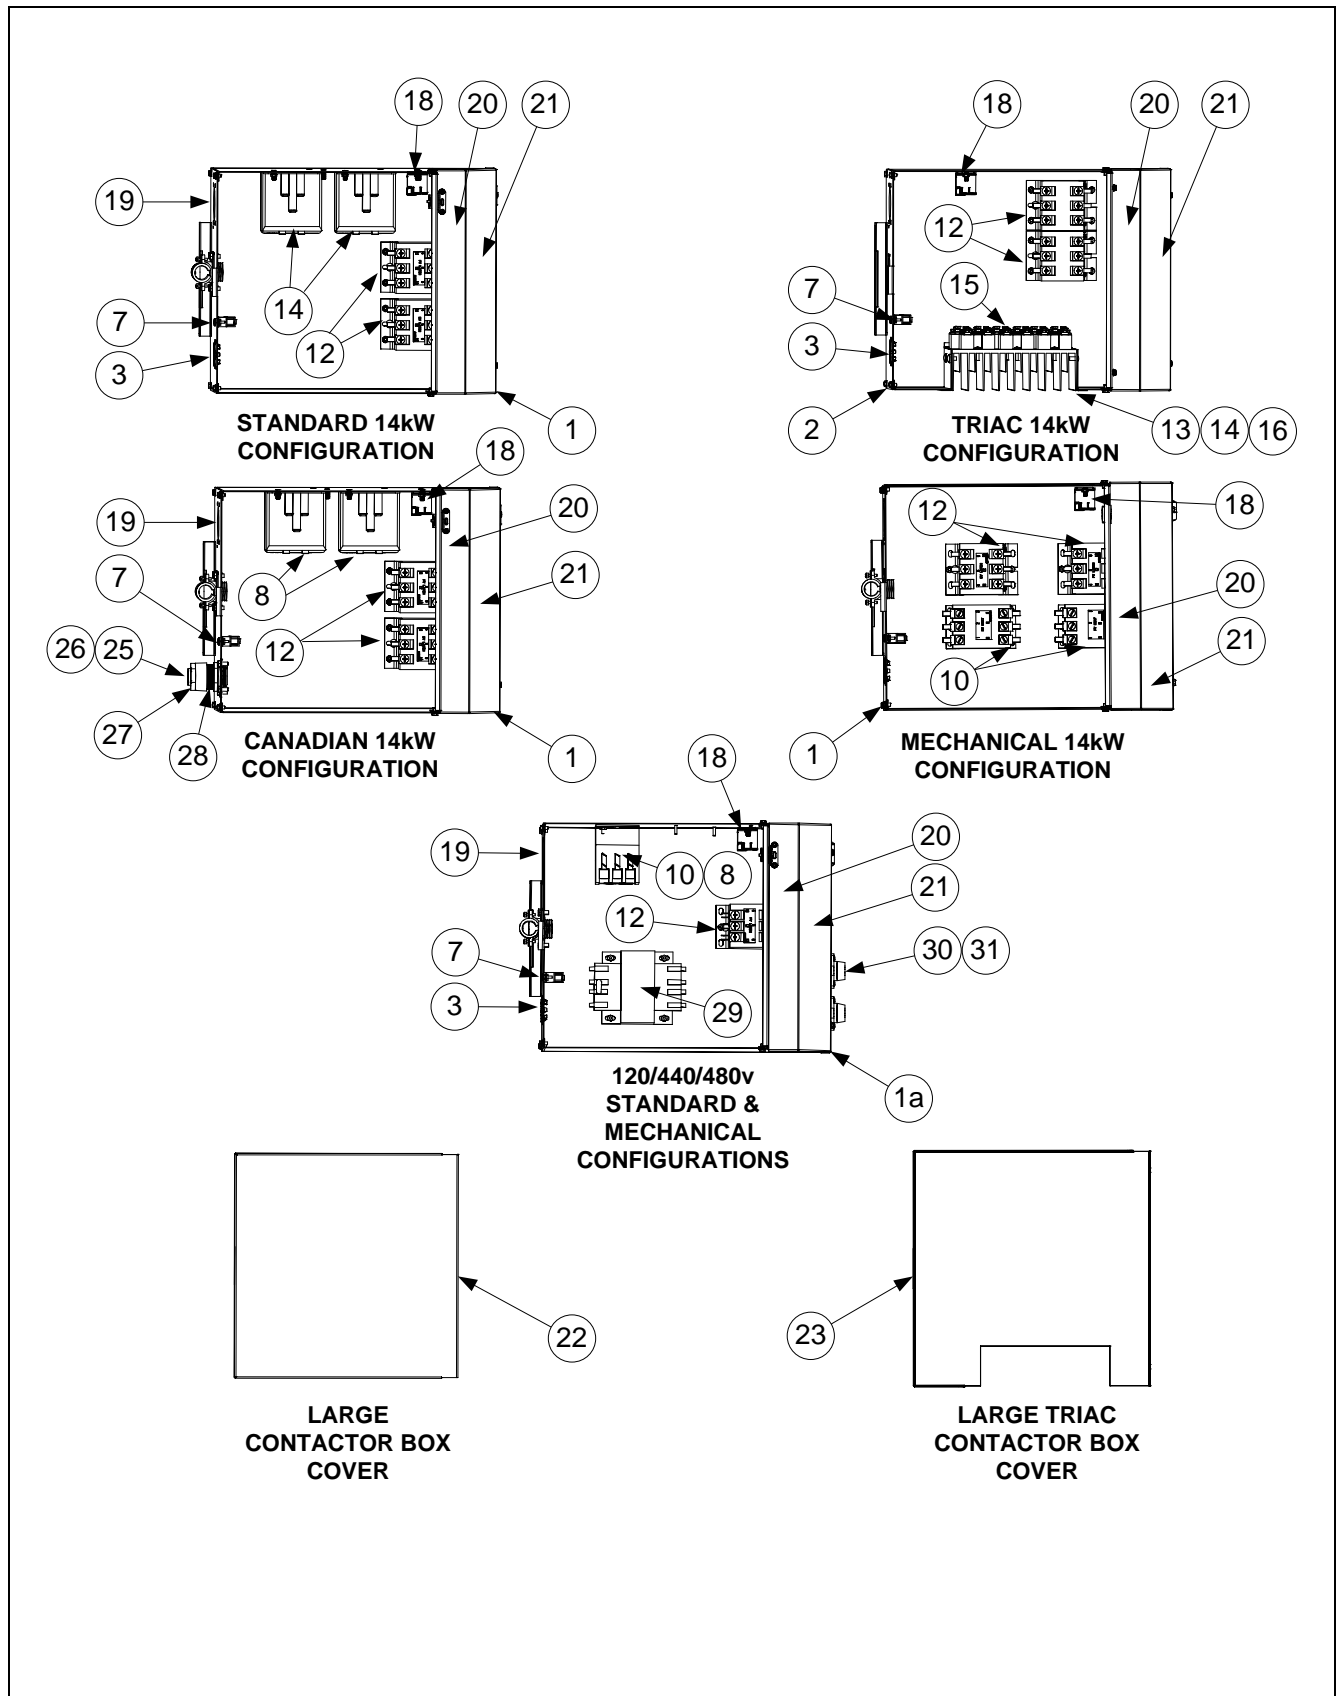 18
20
21
19
14
7
12
3
1
STANDARD 14kW
CONFIGURATION
18
20
21
12
15
7
3
2
13
14
16
TRIAC 14kW
CONFIGURATION
18
19
20
7
8
21
12
26
25
27
28
1
CANADIAN 14kW
CONFIGURATION
12
18
20
21
10
1
MECHANICAL 14kW
CONFIGURATION
18
19
20
10
8
21
12
7
30
31
3
29
1a
120/440/480v
STANDARD &
MECHANICAL
CONFIGURATIONS
22
LARGE
CONTACTOR BOX
COVER
23
LARGE TRIAC
CONTACTOR BOX
COVER